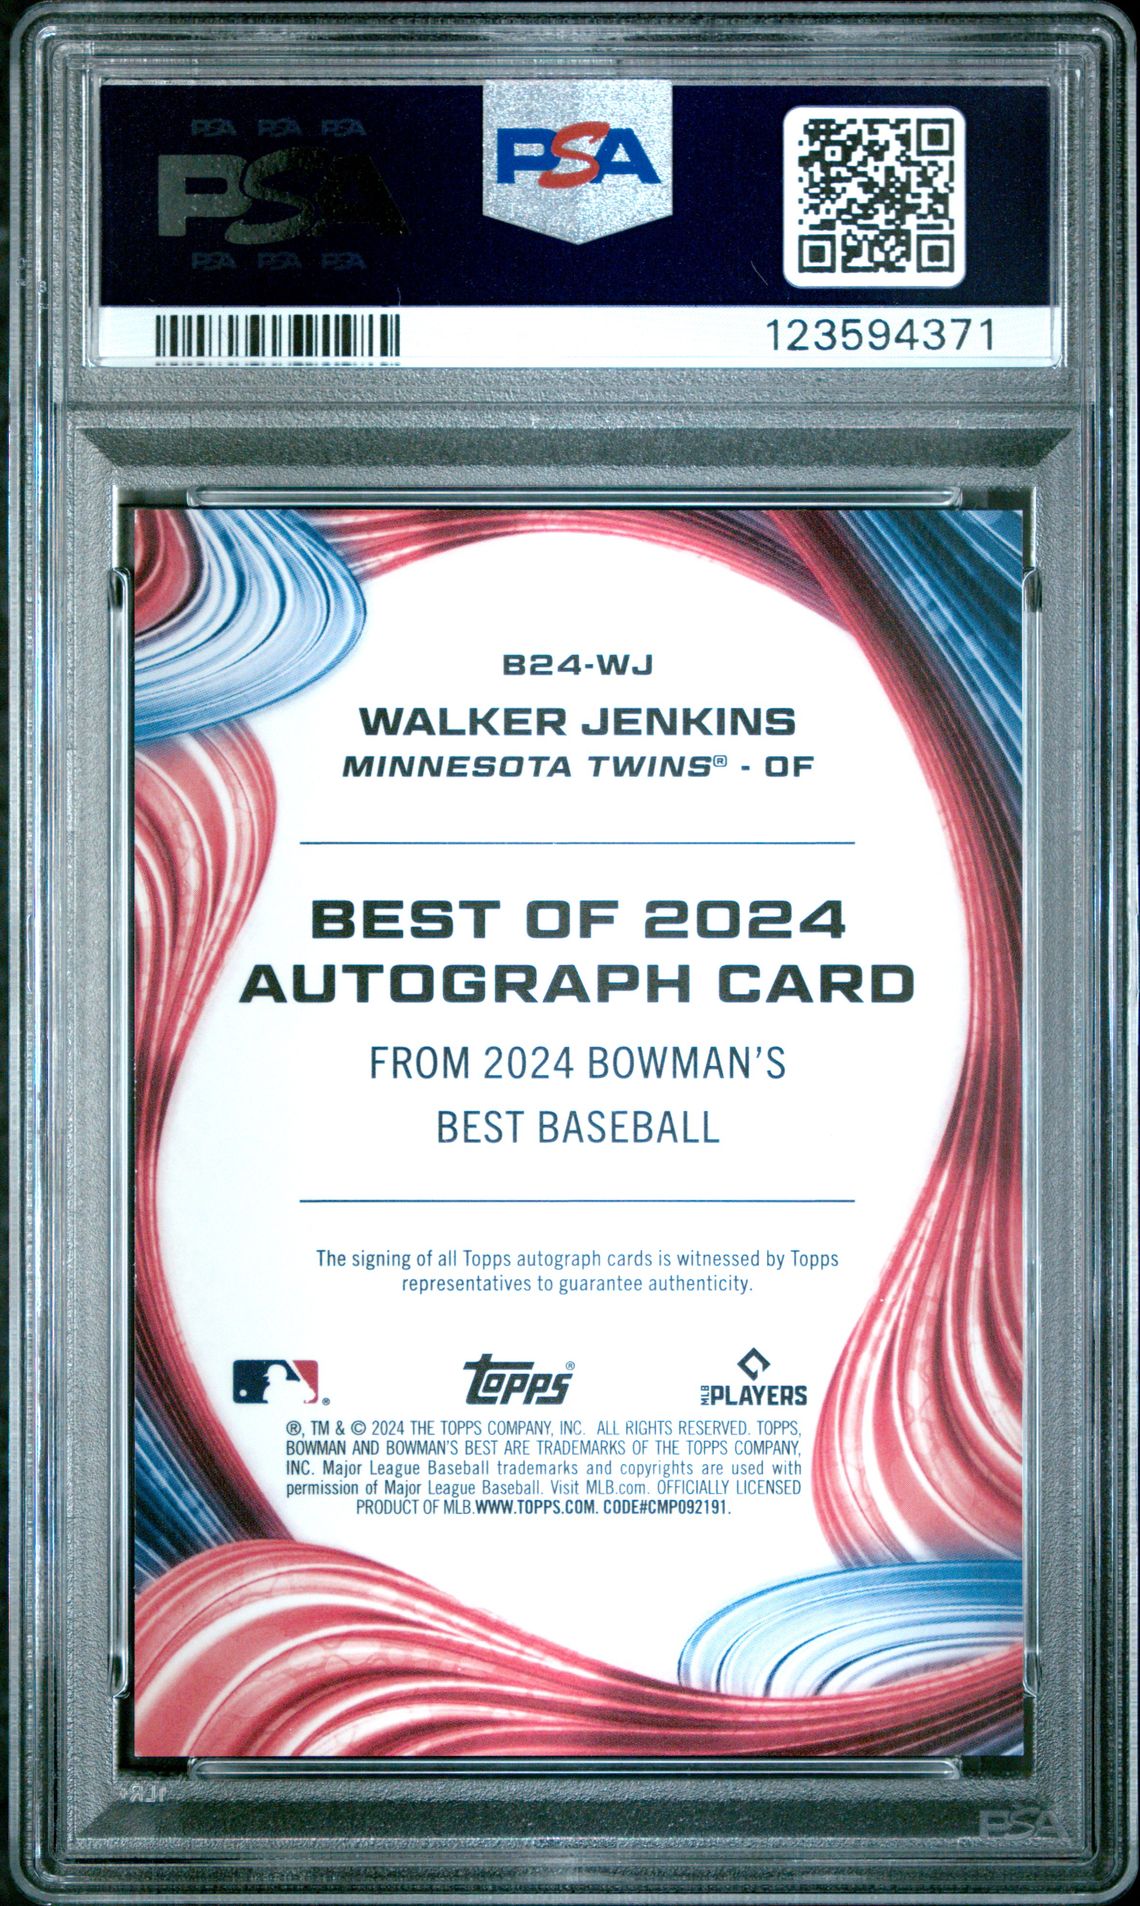 PSA PSA PSA
PSA
PSA PSA PSA
PSA
123594371
B24-WJ
WALKER JENKINS
MINNESOTA TWINS® - OF
BEST OF 2024
AUTOGRAPH CARD
FROM 2024 BOWMAN'S
BEST BASEBALL
The signing of all Topps autograph cards is witnessed by Topps
representatives to guarantee authenticity.
® Topps® MLB PLAYERS
®, TM & © 2024 THE TOPPS COMPANY, INC. ALL RIGHTS RESERVED. TOPPS,
BOWMAN AND BOWMAN'S BEST ARE TRADEMARKS OF THE TOPPS COMPANY,
INC. Major League Baseball trademarks and copyrights are used with
permission of Major League Baseball. Visit MLB.com. OFFICIALLY LICENSED
PRODUCT OF MLB.WWW.TOPPS.COM. CODE#CMP092191.
PSA